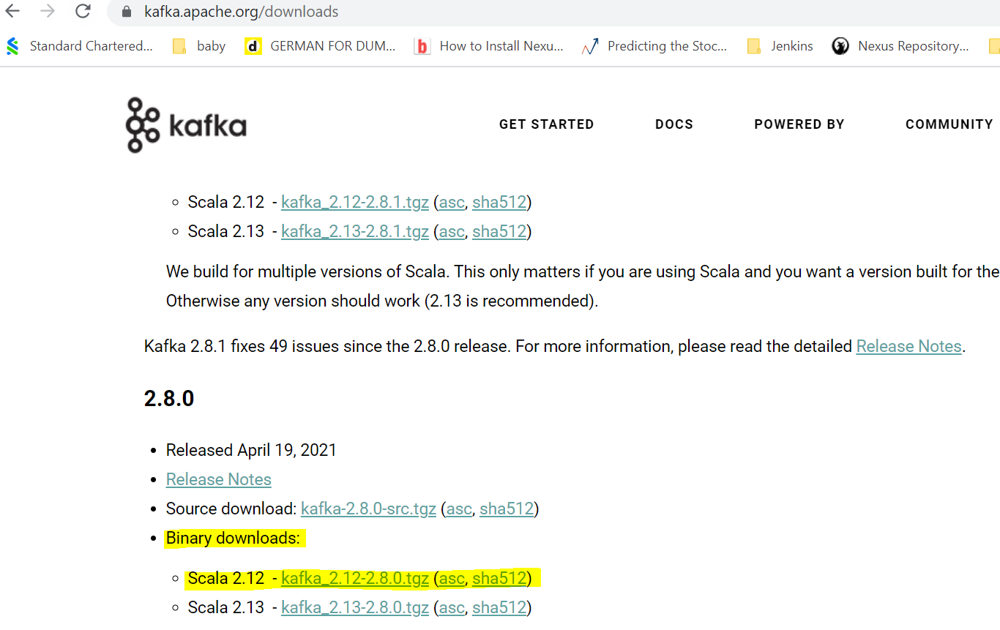 kafka.apache.org/downloads
Standard Chartered... baby d GERMAN FOR DUM... b How to Install Nexu... Predicting the Stoc... Jenkins Nexus Repository...
kafka GET STARTED DOCS POWERED BY COMMUNITY
Scala 2.12 - kafka_2.12-2.8.1.tgz (asc, sha512)
Scala 2.13 - kafka_2.13-2.8.1.tgz (asc, sha512)
We build for multiple versions of Scala. This only matters if you are using Scala and you want a version built for the
Otherwise any version should work (2.13 is recommended).
Kafka 2.8.1 fixes 49 issues since the 2.8.0 release. For more information, please read the detailed Release Notes.
2.8.0
Released April 19, 2021
Release Notes
Source download: kafka-2.8.0-src.tgz (asc, sha512)
Binary downloads:
Scala 2.12 - kafka_2.12-2.8.0.tgz (asc, sha512)
Scala 2.13 - kafka_2.13-2.8.0.tgz (asc, sha512)